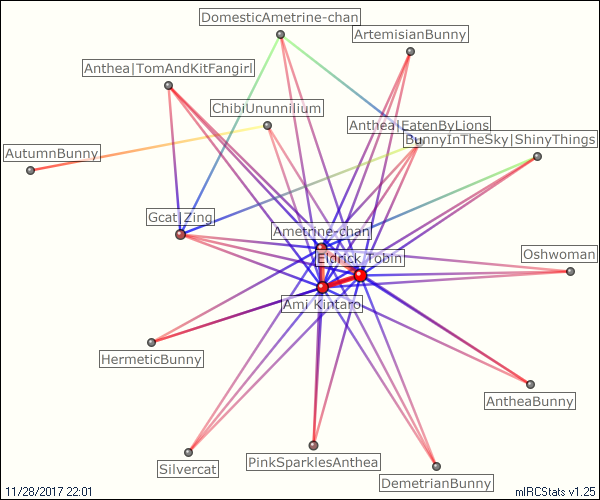 DomesticAmetrine-chan
ArtemisianBunny
Anthea|TomAndKitFangirl
ChibiUnunnilium
Anthea|EatenByLions
BunnyInTheSky|ShinyThings
AutumnBunny
Gcat|Zing
Ametrine-chan
Eldrick Tobin
Oshwoman
Ami Kintaro
HermeticBunny
AntheaBunny
Silvercat
PinkSparklesAnthea
DemetrianBunny
11/28/2017 22:01
mIRCStats v1.25